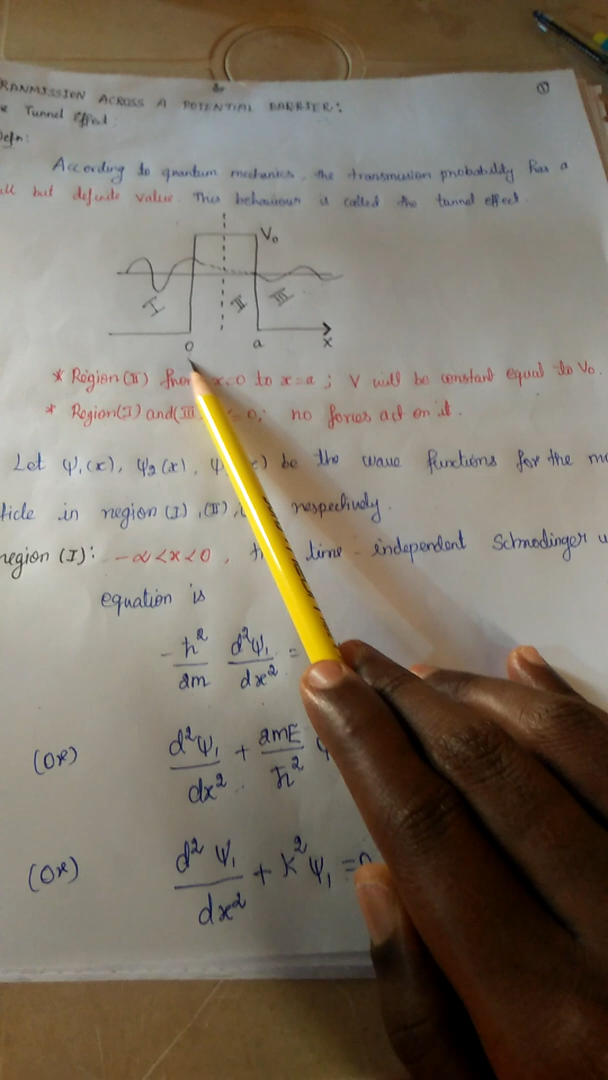 RANMISSION ACROSS A POTENTIAL BARRIER:
Tunnel Effect:
Defn:
According to quantum mechanics, the transmission probability has a
all but definite value. This behaviour is called the tunnel effect.
V₀
I II III
0 a x
* Region (II) from x=0 to x=a ; V will be constant equal to V₀.
* Region(I) and (III =0; no forces act on it.
Let ψ₁(x), ψ₂(x), ψ x) be the wave functions for the mo
ticle in region (I), (II), respectively.
region (I): -∝<x<0, time-independent Schrodinger w
equation is
-ħ²/2m d²ψ₁/dx² =
(or) d²ψ₁/dx² + 2mE/ħ² ψ
(or) d²ψ₁/dx² + k²ψ₁ =0